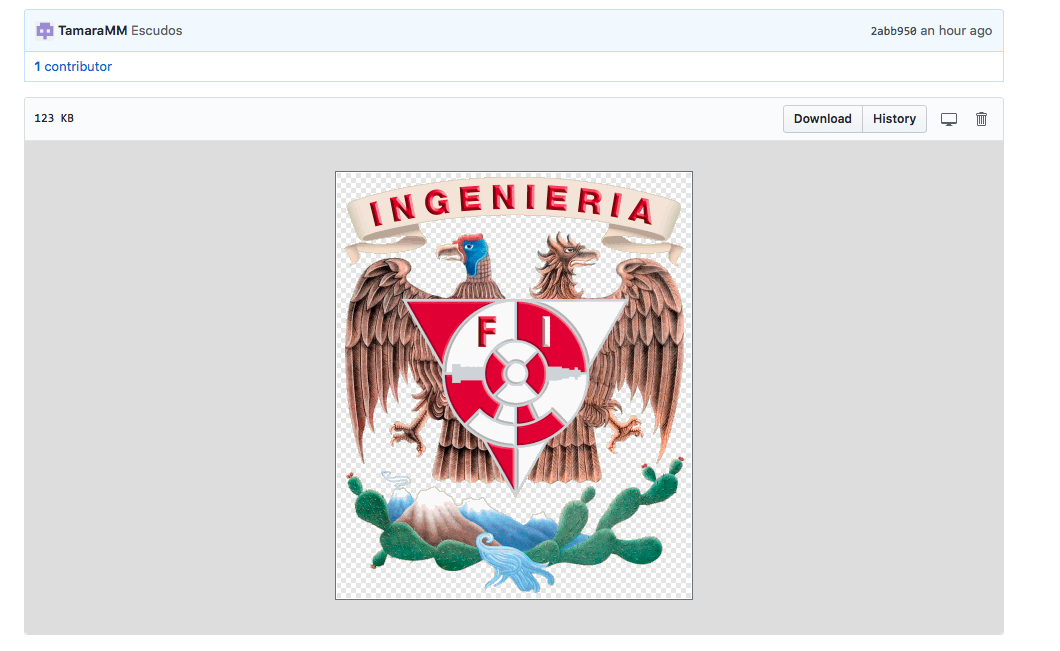 TamaraMM Escudos 2abb950 an hour ago
1 contributor
123 KB Download History
INGENIERIA
F I